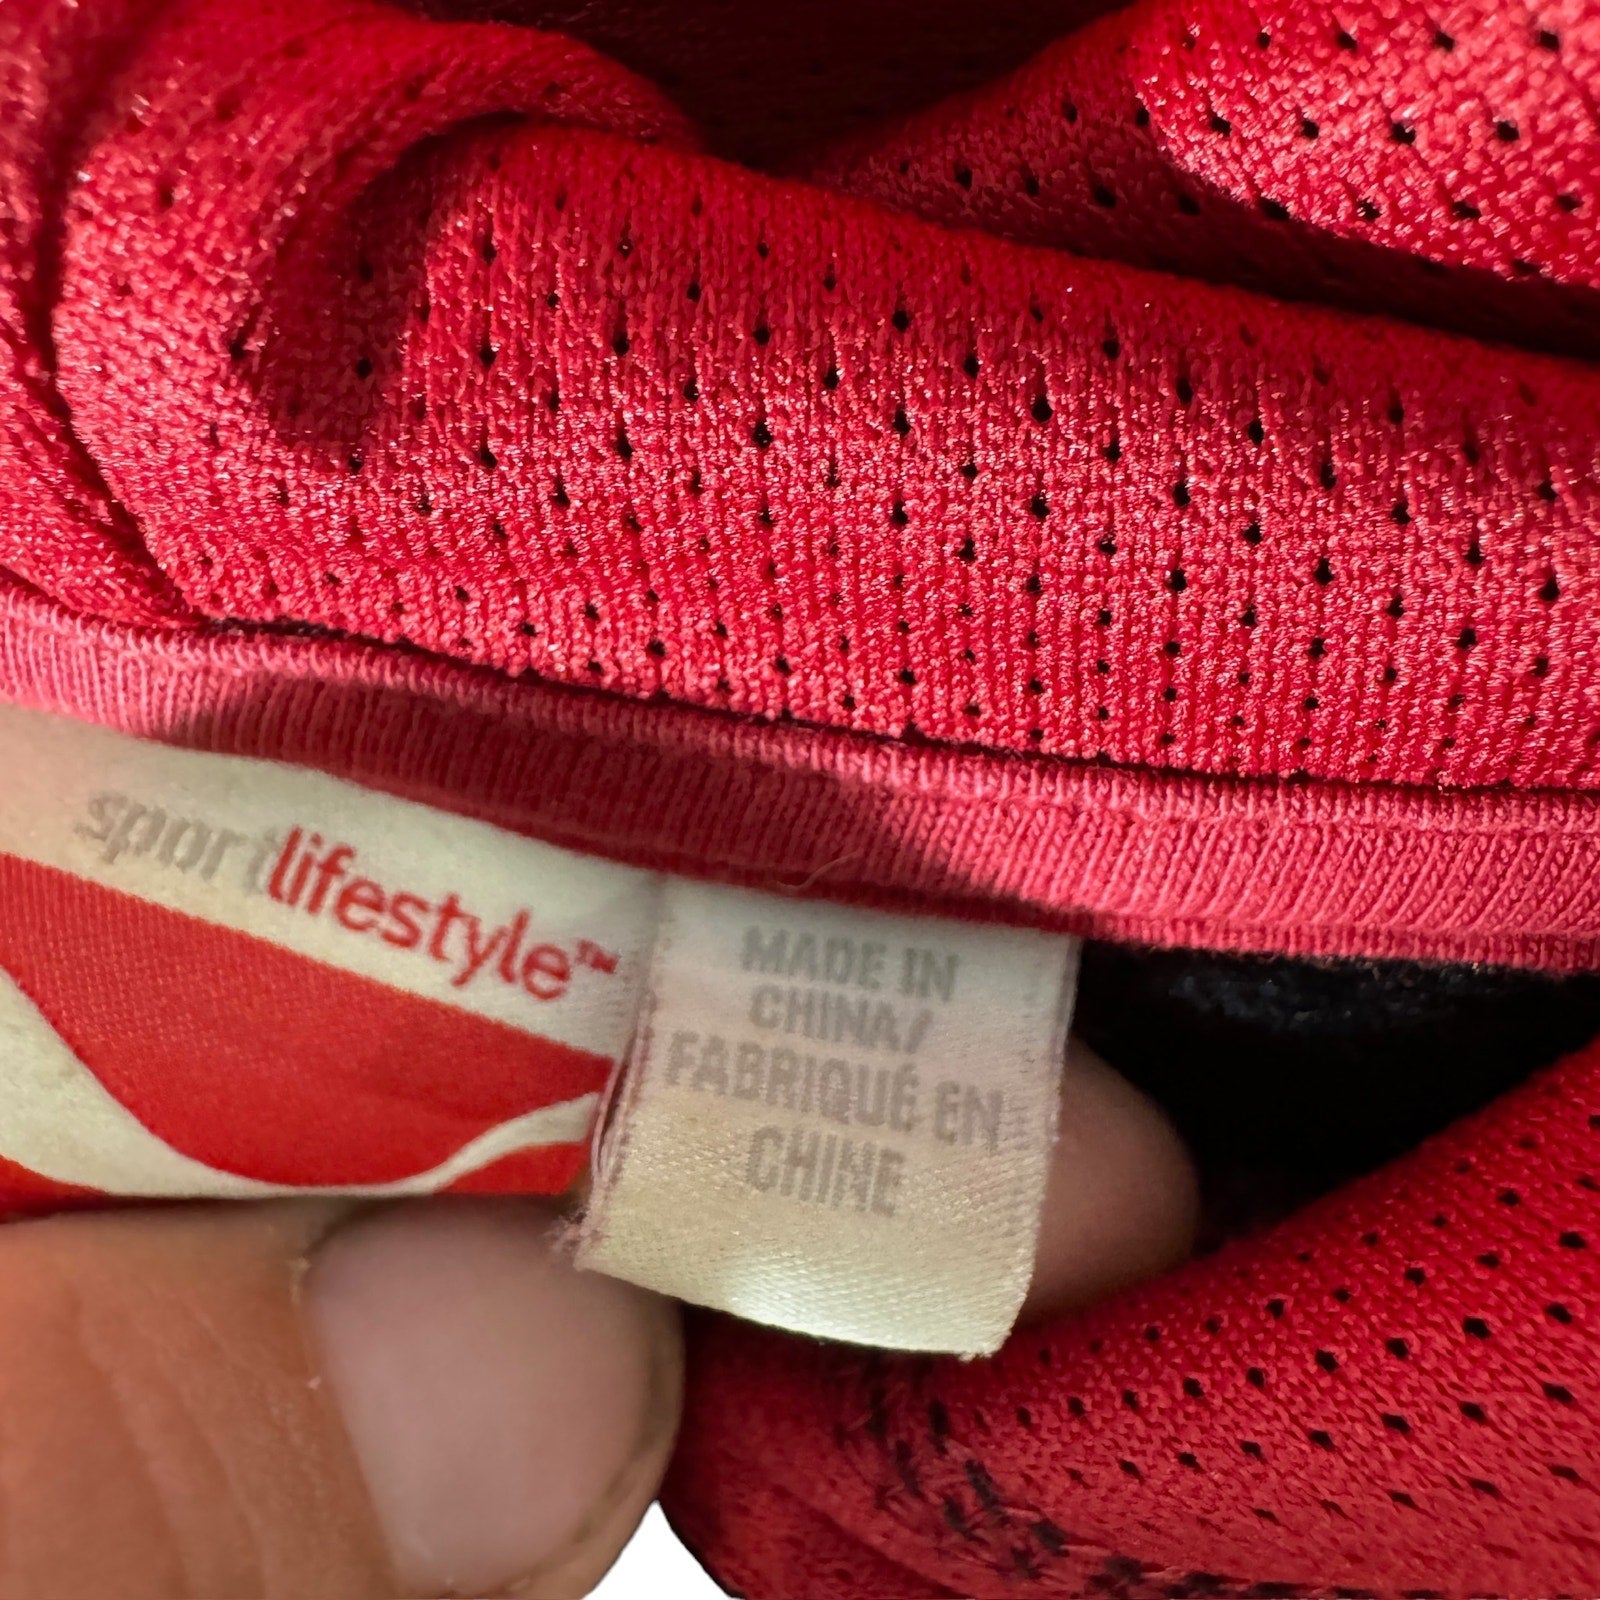 sportlifestyle™
MADE IN
CHINA/
FABRIQUÉ EN
CHINE